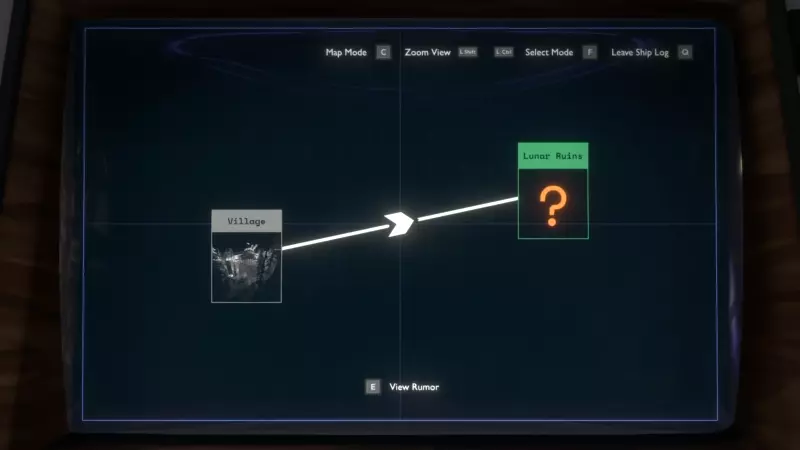 Map Mode C Zoom View L Shift L Ctrl Select Mode F Leave Ship Log Q
Lunar Ruins
?
Village
E View Rumor